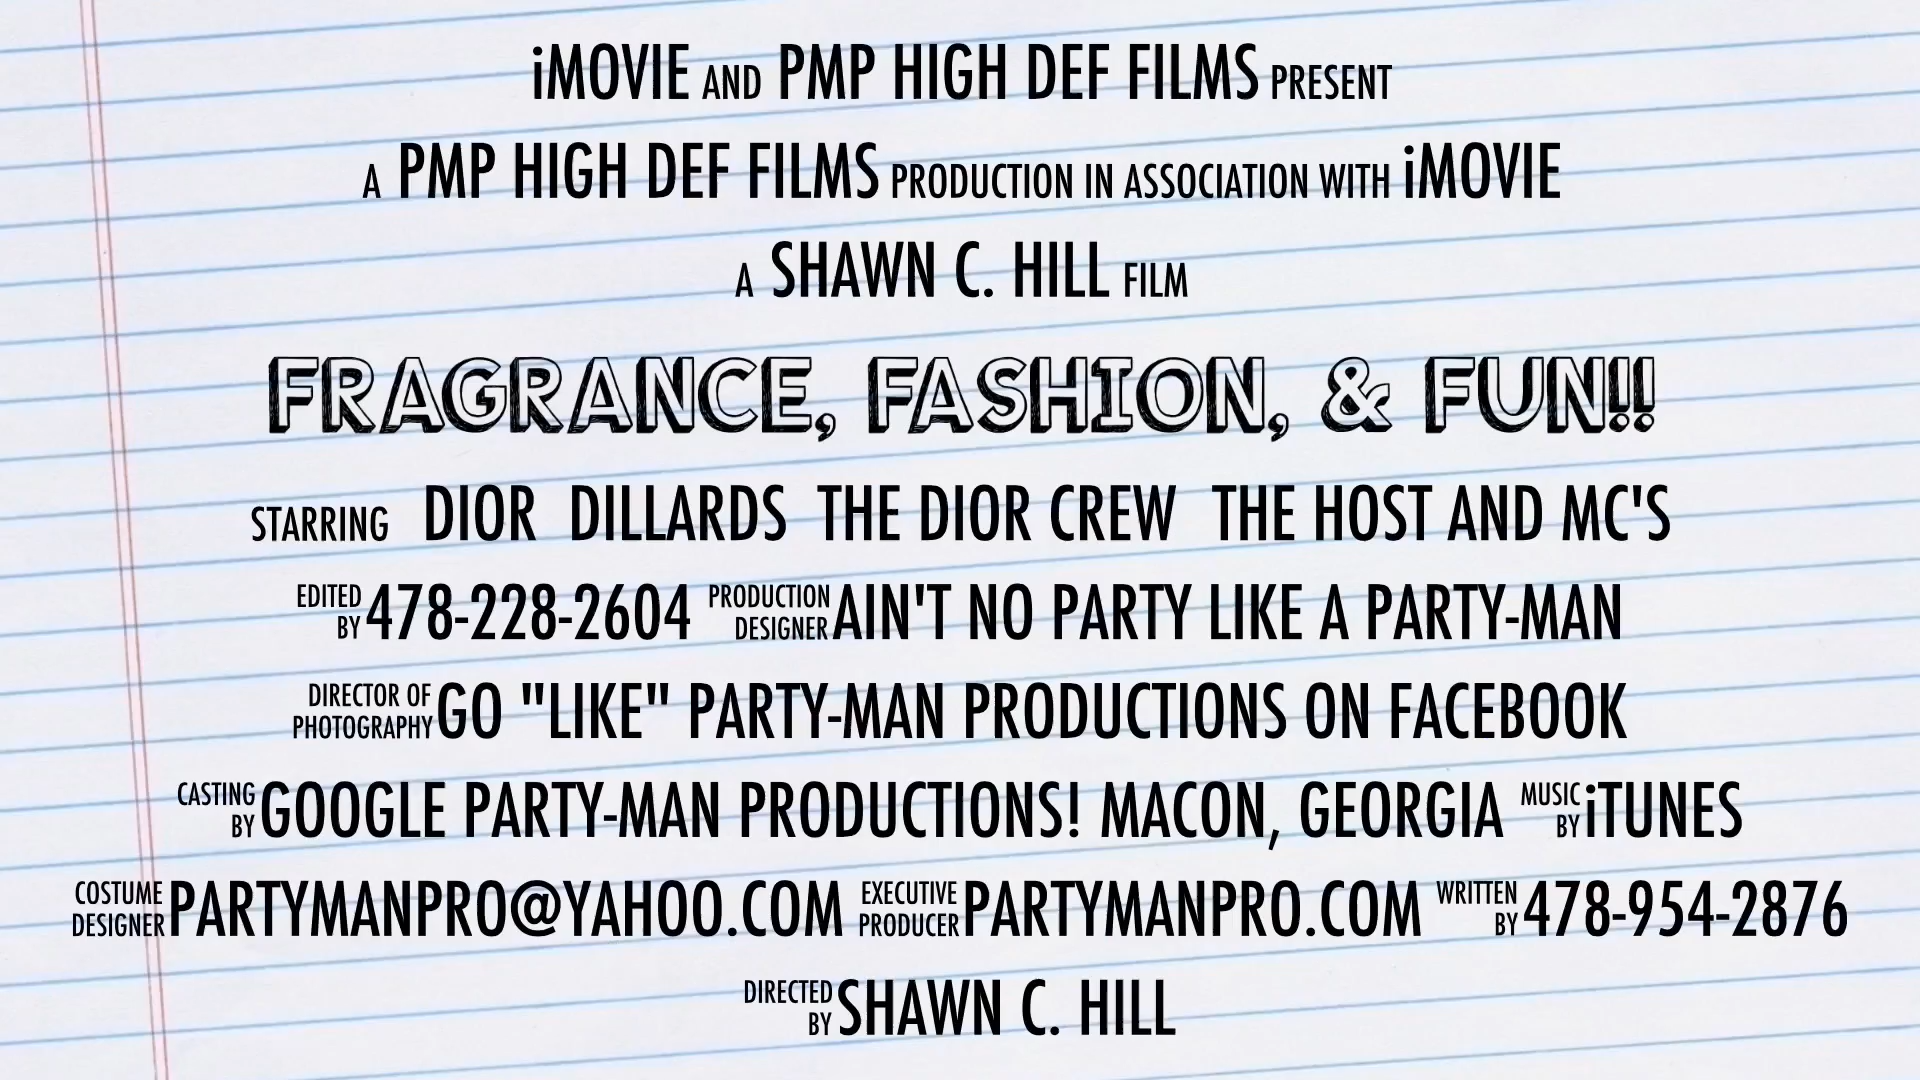 iMOVIE AND PMP HIGH DEF FILMS PRESENT
A PMP HIGH DEF FILMS PRODUCTION IN ASSOCIATION WITH iMOVIE
A SHAWN C. HILL FILM
FRAGRANCE, FASHION, & FUN!!
STARRING DIOR DILLARDS THE DIOR CREW THE HOST AND MC'S
EDITED BY 478-228-2604 PRODUCTION DESIGNER AIN'T NO PARTY LIKE A PARTY-MAN
DIRECTOR OF PHOTOGRAPHY GO "LIKE" PARTY-MAN PRODUCTIONS ON FACEBOOK
CASTING BY GOOGLE PARTY-MAN PRODUCTIONS! MACON, GEORGIA MUSIC BY iTUNES
COSTUME DESIGNER PARTYMANPRO@YAHOO.COM EXECUTIVE PRODUCER PARTYMANPRO.COM WRITTEN BY 478-954-2876
DIRECTED BY SHAWN C. HILL